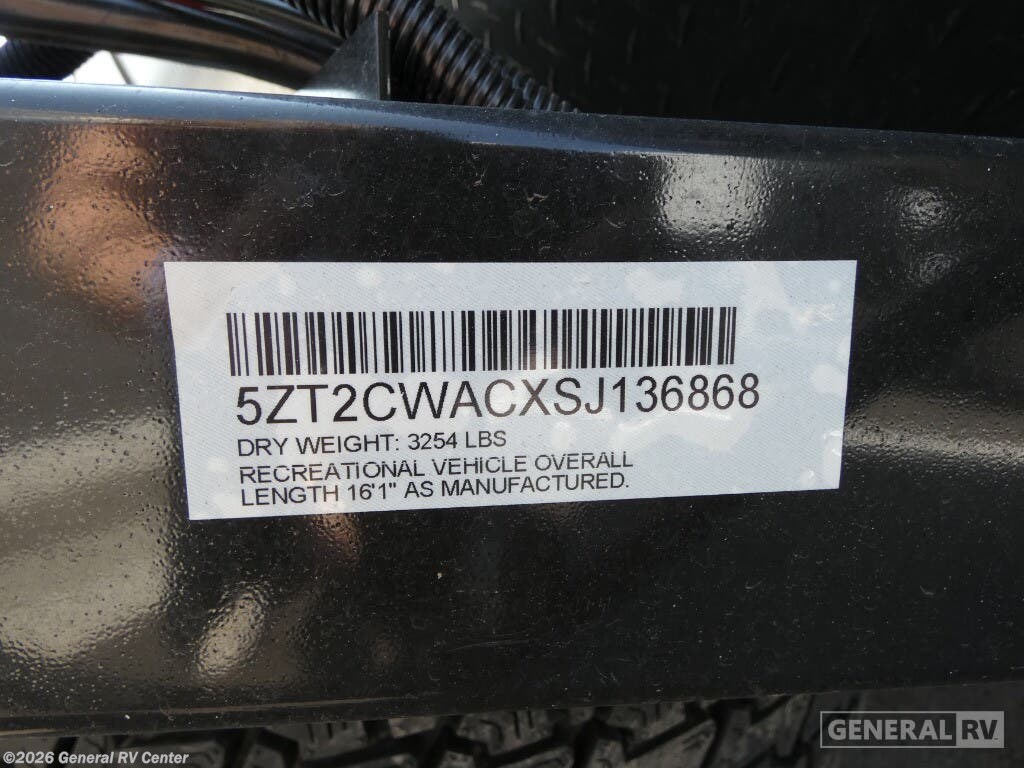 5ZT2CWACXSJ136868
DRY WEIGHT: 3254 LBS
RECREATIONAL VEHICLE OVERALL
LENGTH 16'1" AS MANUFACTURED.
GENERAL RV
©2026 General RV Center